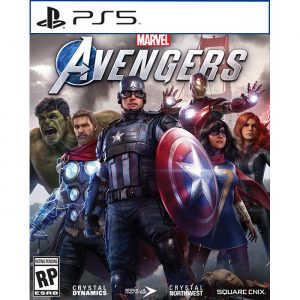 PS5
MARVEL
AVENGERS
RATING PENDING
RP
ESRB
CRYSTAL DYNAMICS
CRYSTAL NORTHWEST
SQUARE ENIX